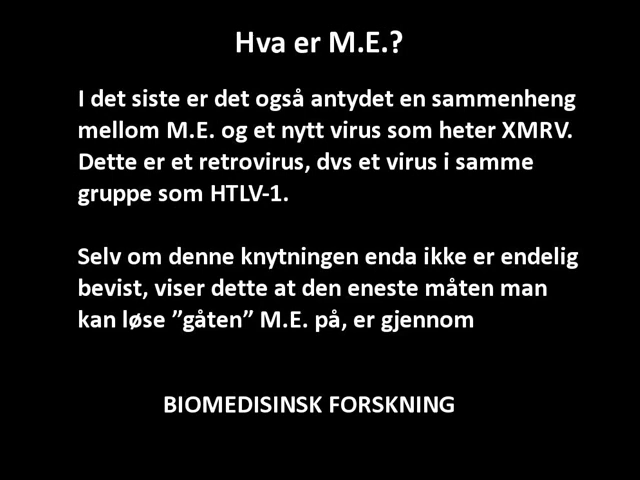 Hva er M.E.?
I det siste er det også antydet en sammenheng
mellom M.E. og et nytt virus som heter XMRV.
Dette er et retrovirus, dvs et virus i samme
gruppe som HTLV-1.
Selv om denne knytningen enda ikke er endelig
bevist, viser dette at den eneste måten man
kan løse ”gåten” M.E. på, er gjennom
BIOMEDISINSK FORSKNING